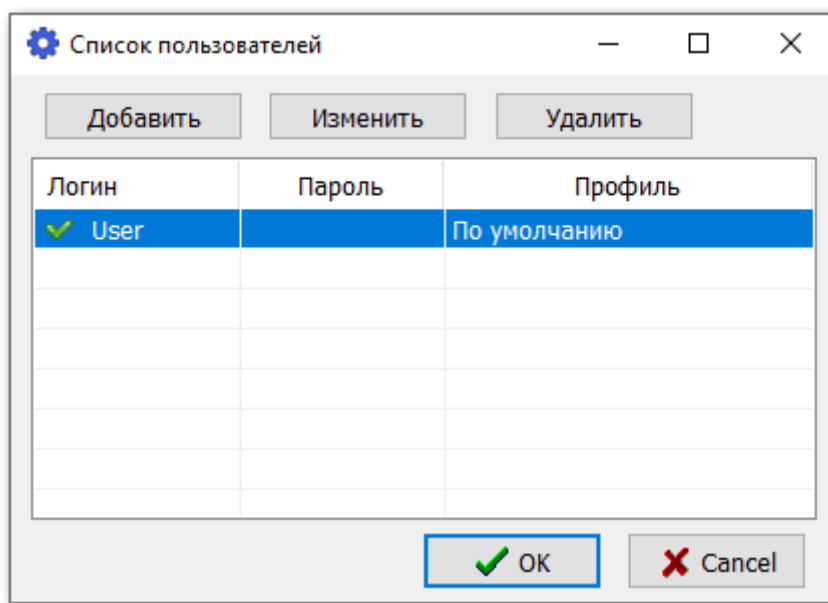 Список пользователей
Добавить Изменить Удалить
Логин Пароль Профиль
User По умолчанию
OK Cancel